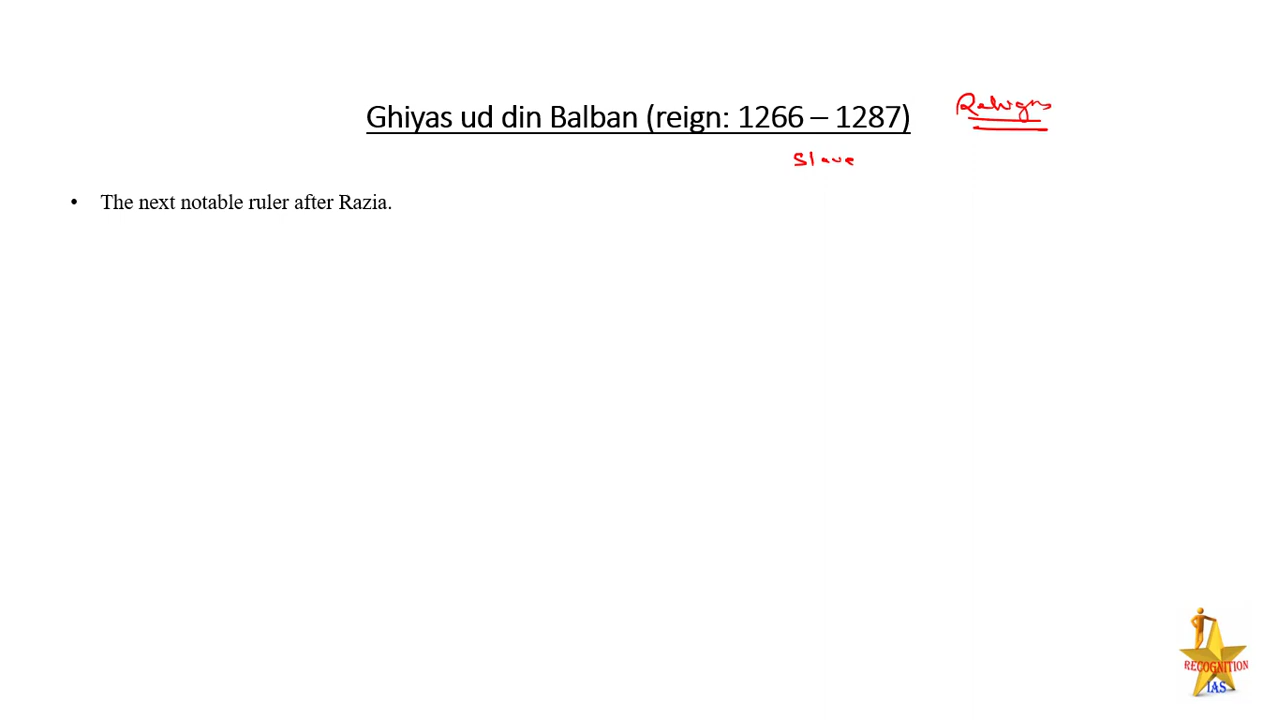 Ghiyas ud din Balban (reign: 1266 – 1287)
Slave
• The next notable ruler after Razia.
RECOGNITION
IAS